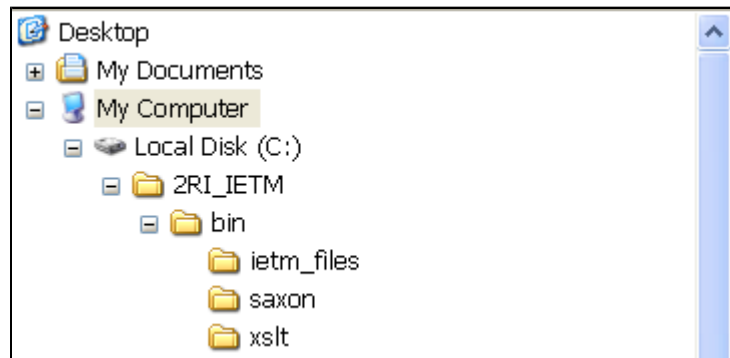 Desktop
My Documents
My Computer
Local Disk (C:)
2RI_IETM
bin
ietm_files
saxon
xslt